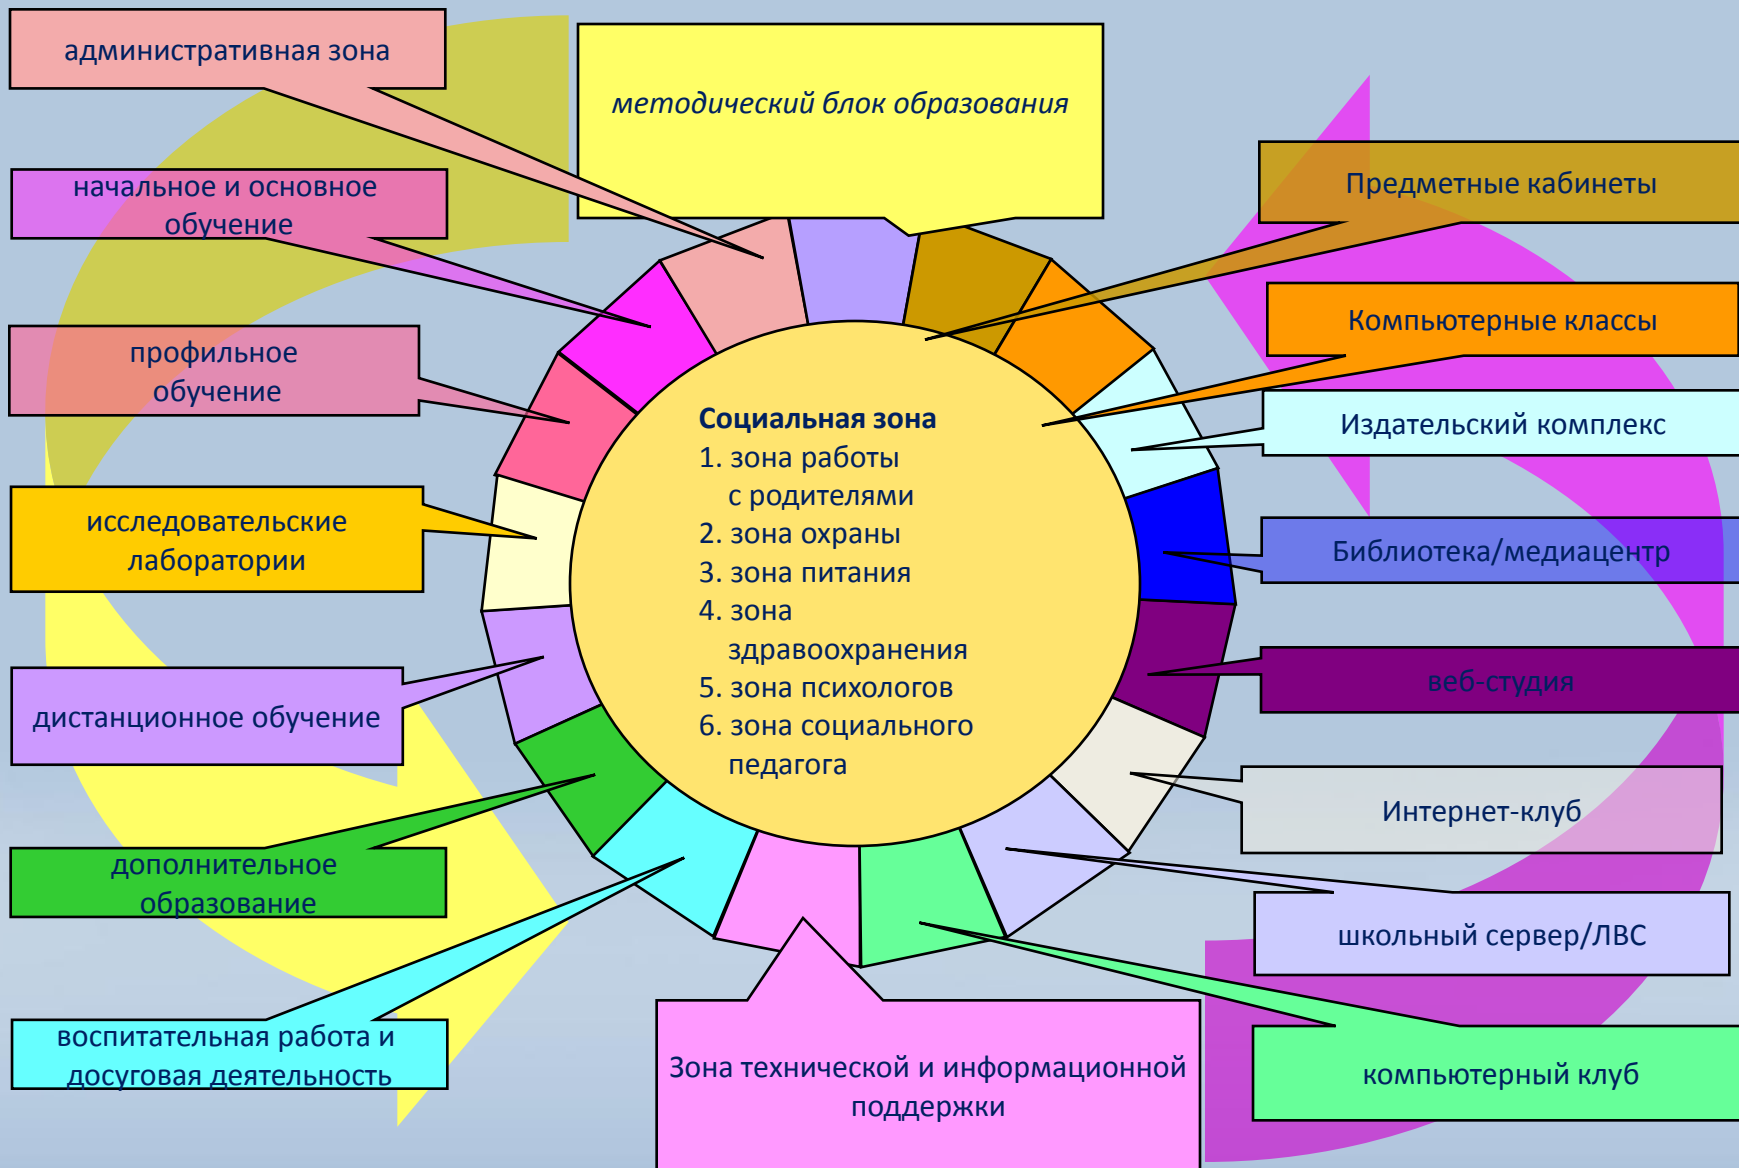 административная зона
методический блок образования
начальное и основное
обучение
профильное
обучение
исследовательские
лаборатории
дистанционное обучение
дополнительное
образование
воспитательная работа и
досуговая деятельность
Социальная зона
1. зона работы
с родителями
2. зона охраны
3. зона питания
4. зона
здравоохранения
5. зона психологов
6. зона социального
педагога
Зона технической и информационной
поддержки
Предметные кабинеты
Компьютерные классы
Издательский комплекс
Библиотека/медиацентр
веб-студия
Интернет-клуб
школьный сервер/ЛВС
компьютерный клуб